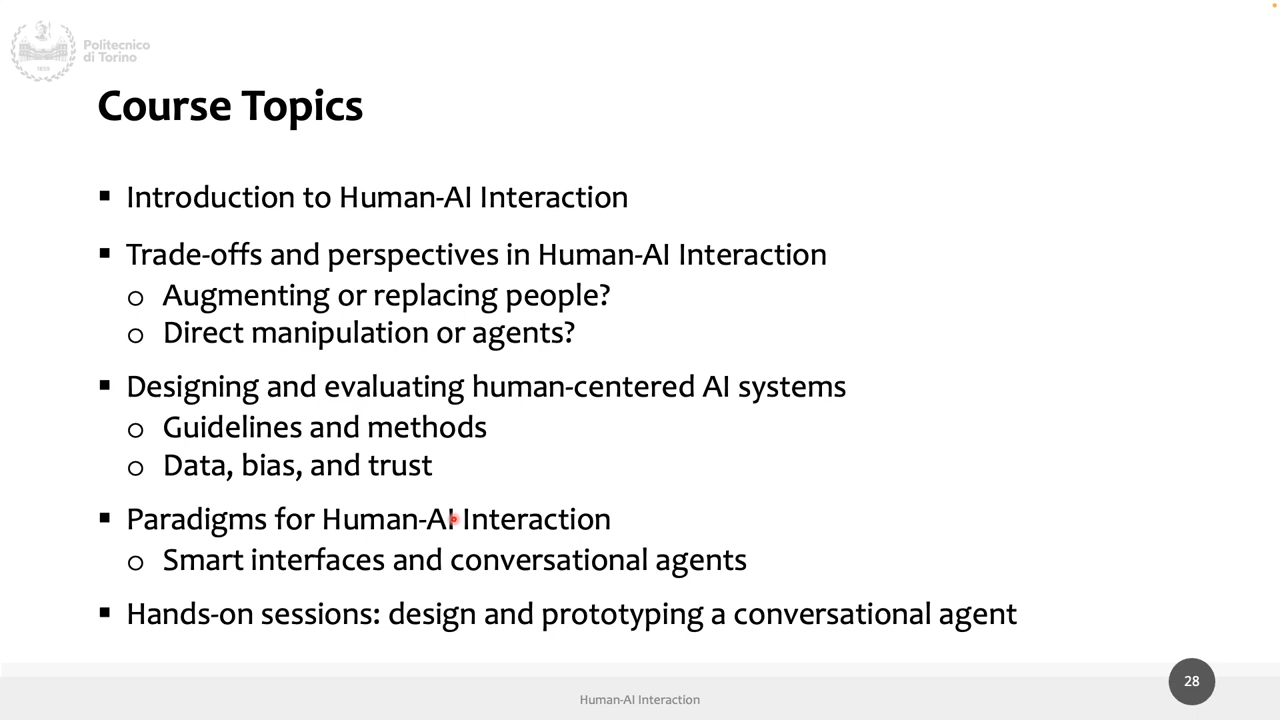 Politecnico
di Torino
1859
Course Topics
▪ Introduction to Human-AI Interaction
▪ Trade-offs and perspectives in Human-AI Interaction
o Augmenting or replacing people?
o Direct manipulation or agents?
▪ Designing and evaluating human-centered AI systems
o Guidelines and methods
o Data, bias, and trust
▪ Paradigms for Human-AI Interaction
o Smart interfaces and conversational agents
▪ Hands-on sessions: design and prototyping a conversational agent
Human-AI Interaction
28